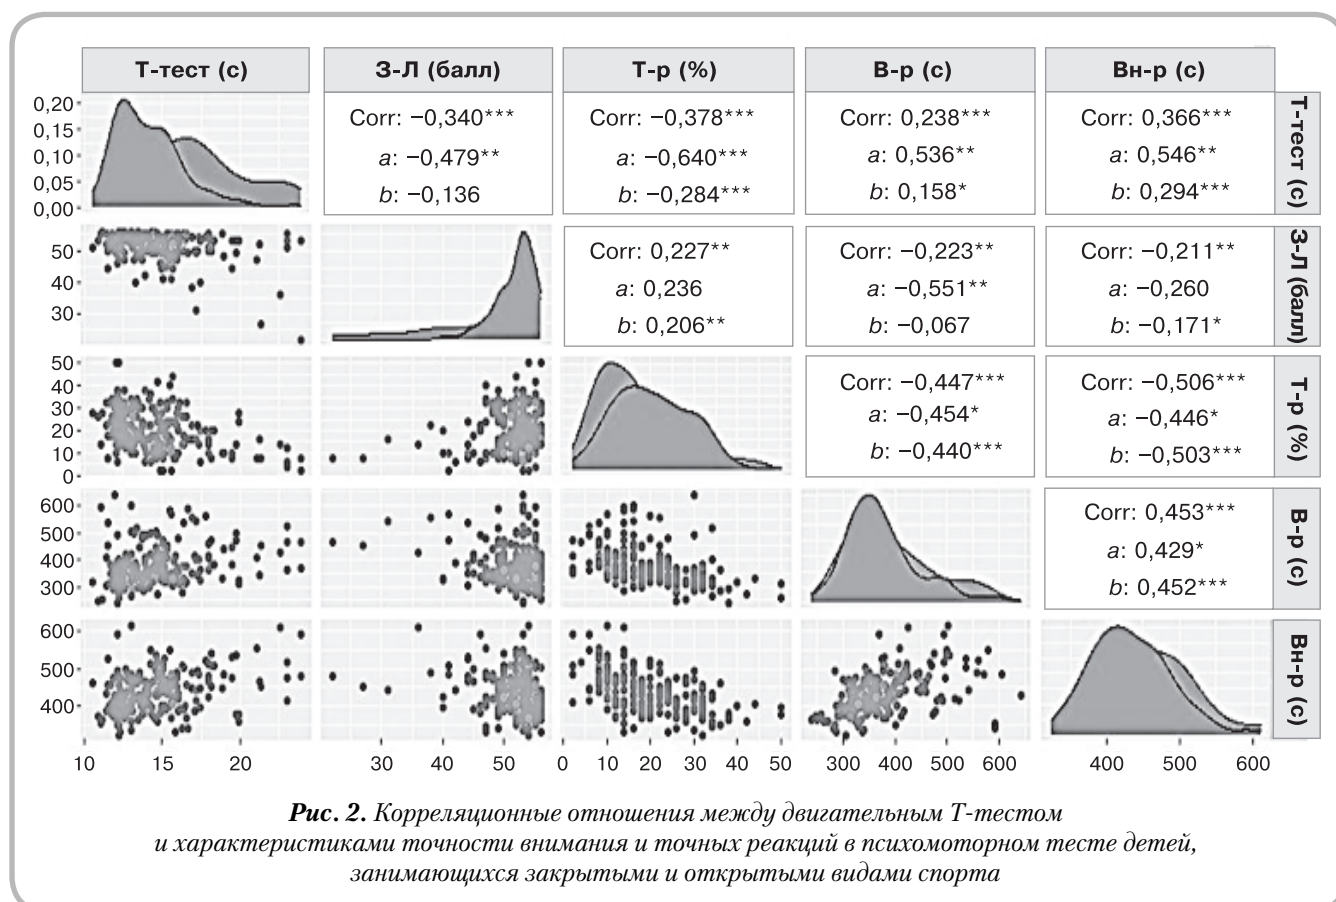 Т-тест (с) З-Л (балл) Т-р (%) В-р (с) Вн-р (с)
0,20
0,15
0,10
0,05
0,00
Corr: −0,340***
a: −0,479**
b: −0,136
Corr: −0,378***
a: −0,640***
b: −0,284***
Corr: 0,238***
a: 0,536**
b: 0,158*
Corr: 0,366***
a: 0,546**
b: 0,294***
Т-тест (с)
50
40
30
Corr: 0,227**
a: 0,236
b: 0,206**
Corr: −0,223**
a: −0,551**
b: −0,067
Corr: −0,211**
a: −0,260
b: −0,171*
З-Л (балл)
50
40
30
20
10
0
Corr: −0,447***
a: −0,454*
b: −0,440***
Corr: −0,506***
a: −0,446*
b: −0,503***
Т-р (%)
600
500
400
300
Corr: 0,453***
a: 0,429*
b: 0,452***
В-р (с)
600
500
400
Вн-р (с)
10 15 20 30 40 50 0 10 20 30 40 50 300 400 500 600 400 500 600
Рис. 2. Корреляционные отношения между двигательным Т-тестом
и характеристиками точности внимания и точных реакций в психомоторном тесте детей,
занимающихся закрытыми и открытыми видами спорта